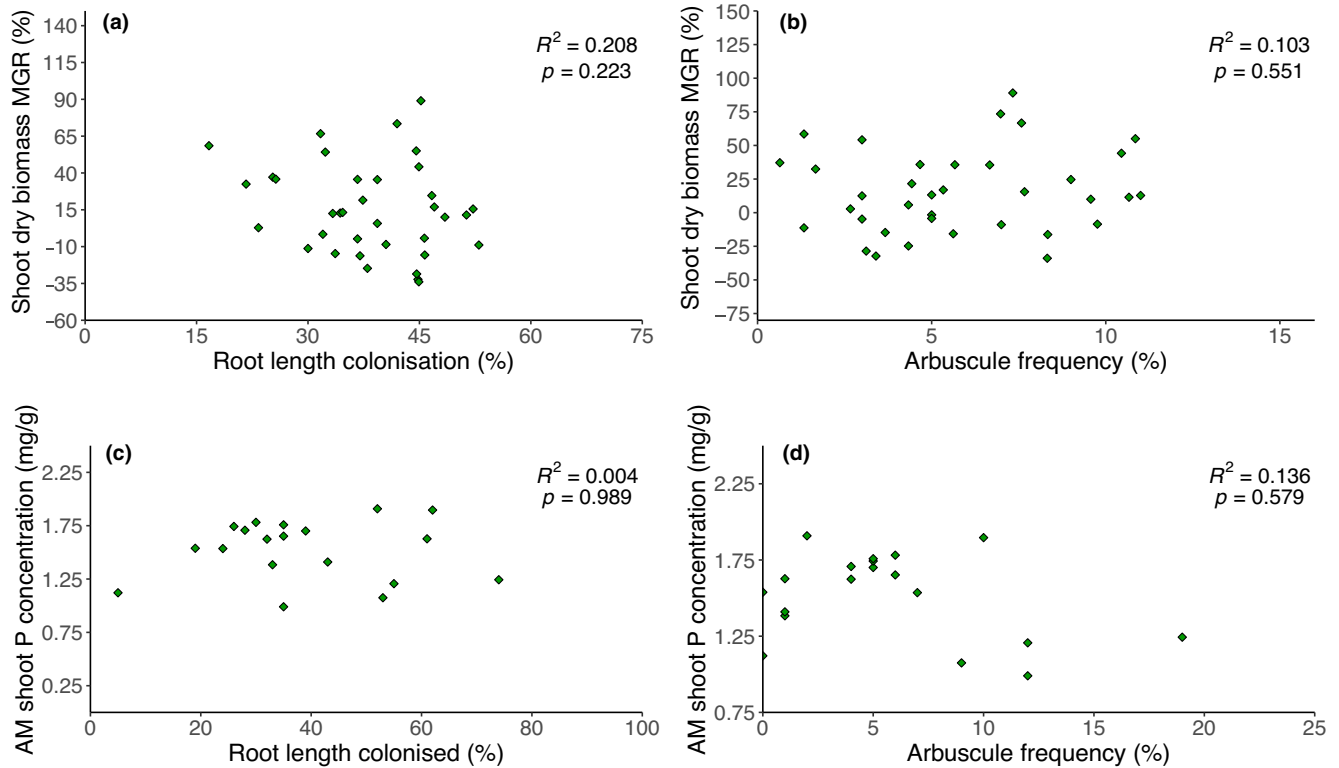 (a)
R² = 0.208
p = 0.223
Shoot dry biomass MGR (%)
140
115
90
65
40
15
−10
−35
−60
0 15 30 45 60 75
Root length colonisation (%)
(b)
R² = 0.103
p = 0.551
Shoot dry biomass MGR (%)
150
125
100
75
50
25
0
−25
−50
−75
0 5 10 15
Arbuscule frequency (%)
(c)
R² = 0.004
p = 0.989
AM shoot P concentration (mg/g)
2.25
1.75
1.25
0.75
0.25
0 20 40 60 80 100
Root length colonised (%)
(d)
R² = 0.136
p = 0.579
AM shoot P concentration (mg/g)
2.25
1.75
1.25
0.75
0 5 10 15 20 25
Arbuscule frequency (%)